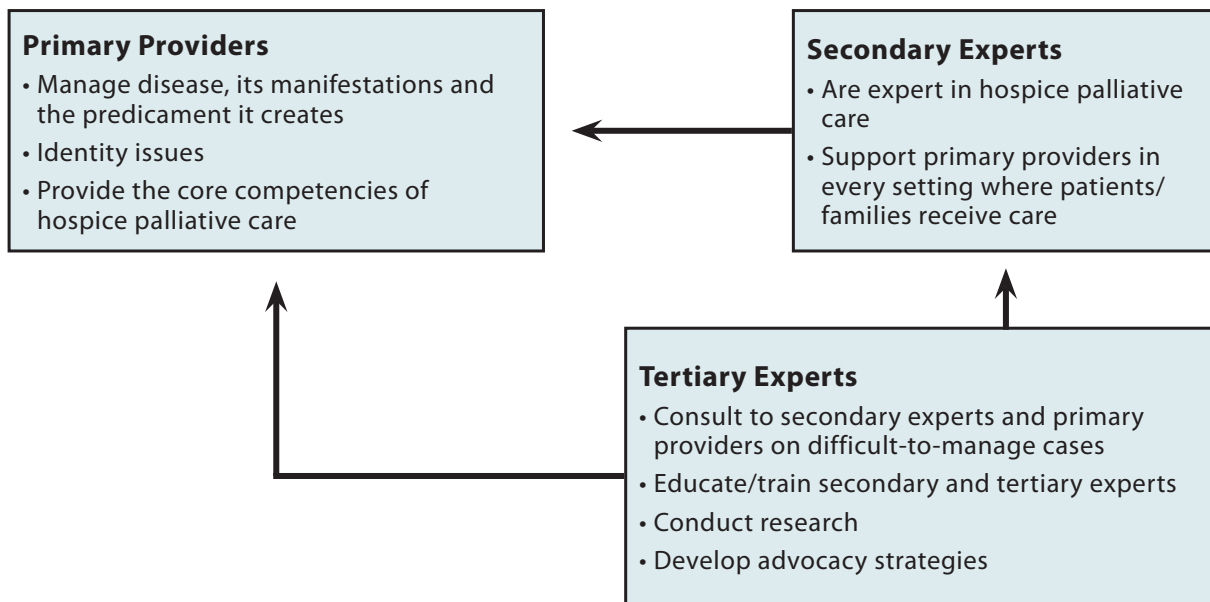 Primary Providers
• Manage disease, its manifestations and
the predicament it creates
• Identity issues
• Provide the core competencies of
hospice palliative care
Secondary Experts
• Are expert in hospice palliative
care
• Support primary providers in
every setting where patients/
families receive care
Tertiary Experts
• Consult to secondary experts and primary
providers on difficult-to-manage cases
• Educate/train secondary and tertiary experts
• Conduct research
• Develop advocacy strategies